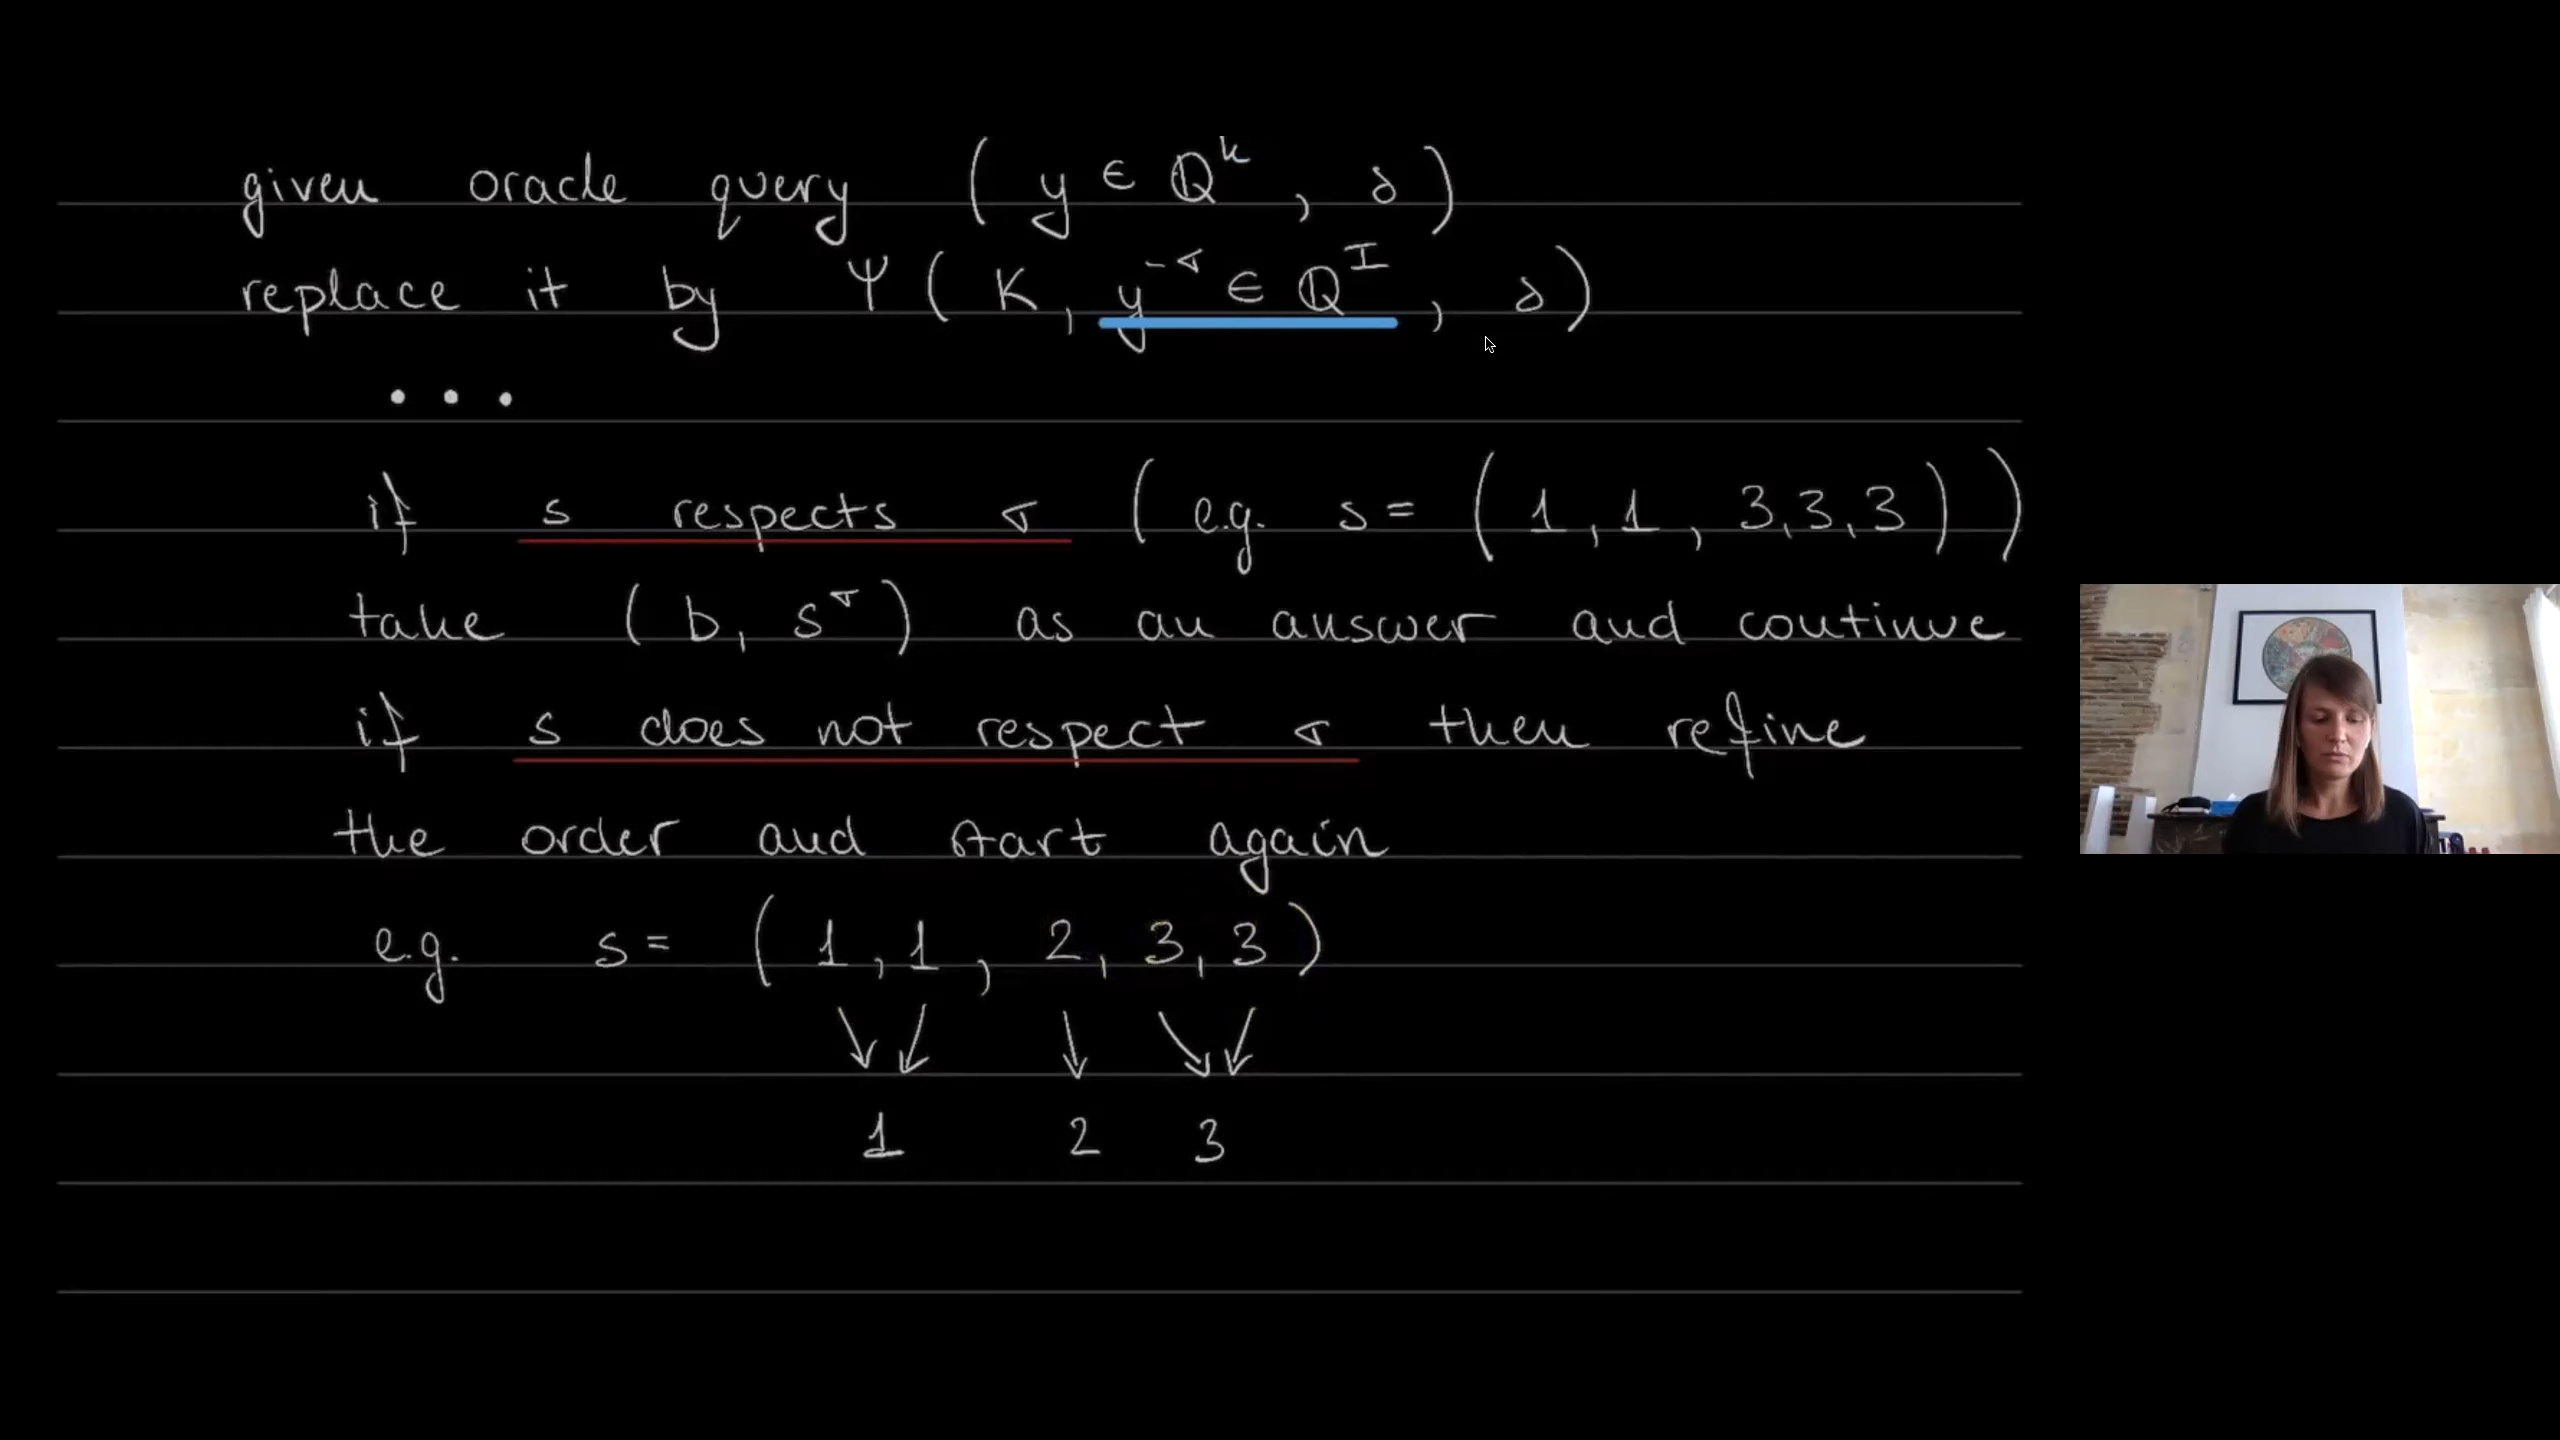 given oracle query ( y ∈ ℚᵏ , δ )
replace it by Ψ ( K, y^{-σ} ∈ ℚ^I , δ )
...
if s respects σ ( e.g. s = ( 1, 1, 3, 3, 3 ) )
take ( b, s^σ ) as an answer and continue
if s does not respect σ then refine
the order and start again
e.g. s = ( 1, 1, 2, 3, 3 )
1 2 3